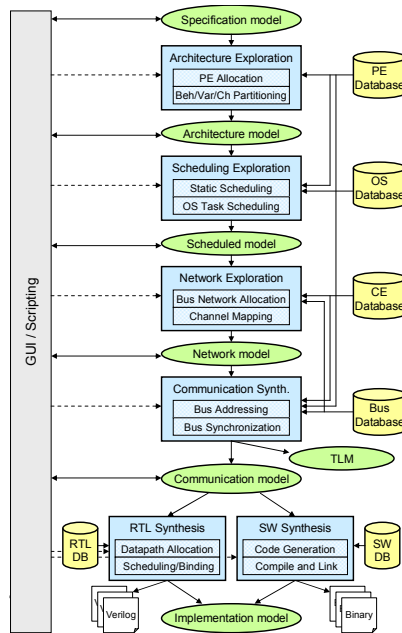 Specification model
Architecture Exploration
PE Allocation
Beh/Var/Ch Partitioning
PE
Database
Architecture model
Scheduling Exploration
Static Scheduling
OS Task Scheduling
OS
Database
Scheduled model
GUI / Scripting
Network Exploration
Bus Network Allocation
Channel Mapping
CE
Database
Network model
Communication Synth.
Bus Addressing
Bus Synchronization
Bus
Database
TLM
Communication model
RTL
DB
RTL Synthesis
Datapath Allocation
Scheduling/Binding
SW Synthesis
Code Generation
Compile and Link
SW
DB
Verilog
Implementation model
Binary